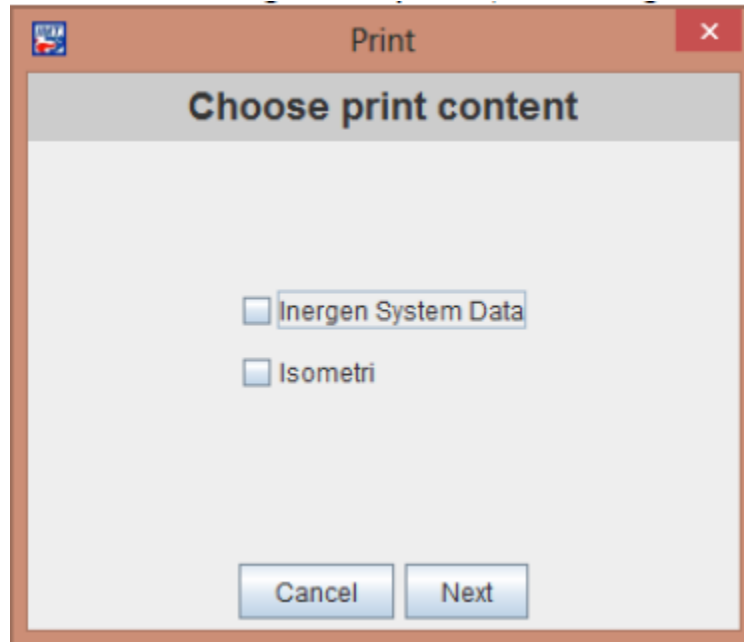 Print
Choose print content
Inergen System Data
Isometri
Cancel Next